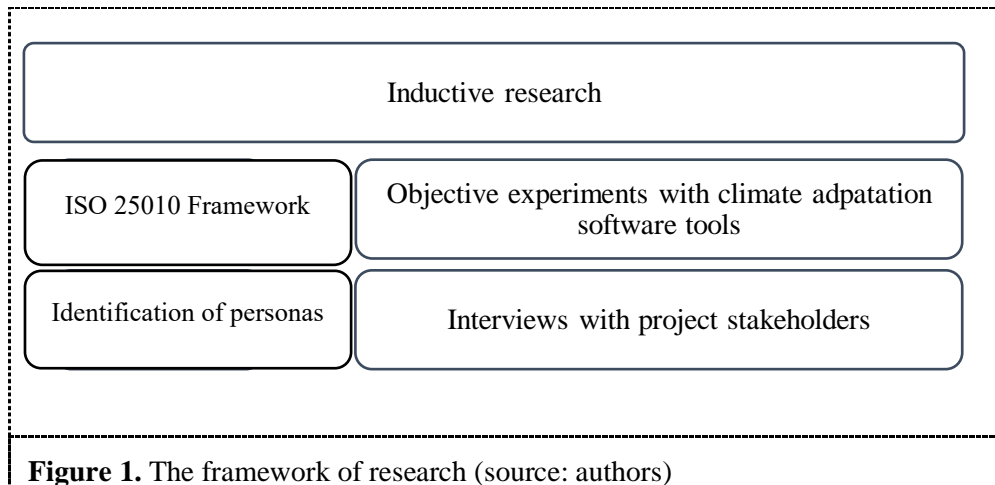 Inductive research
ISO 25010 Framework
Objective experiments with climate adpatation
software tools
Identification of personas
Interviews with project stakeholders
Figure 1. The framework of research (source: authors)